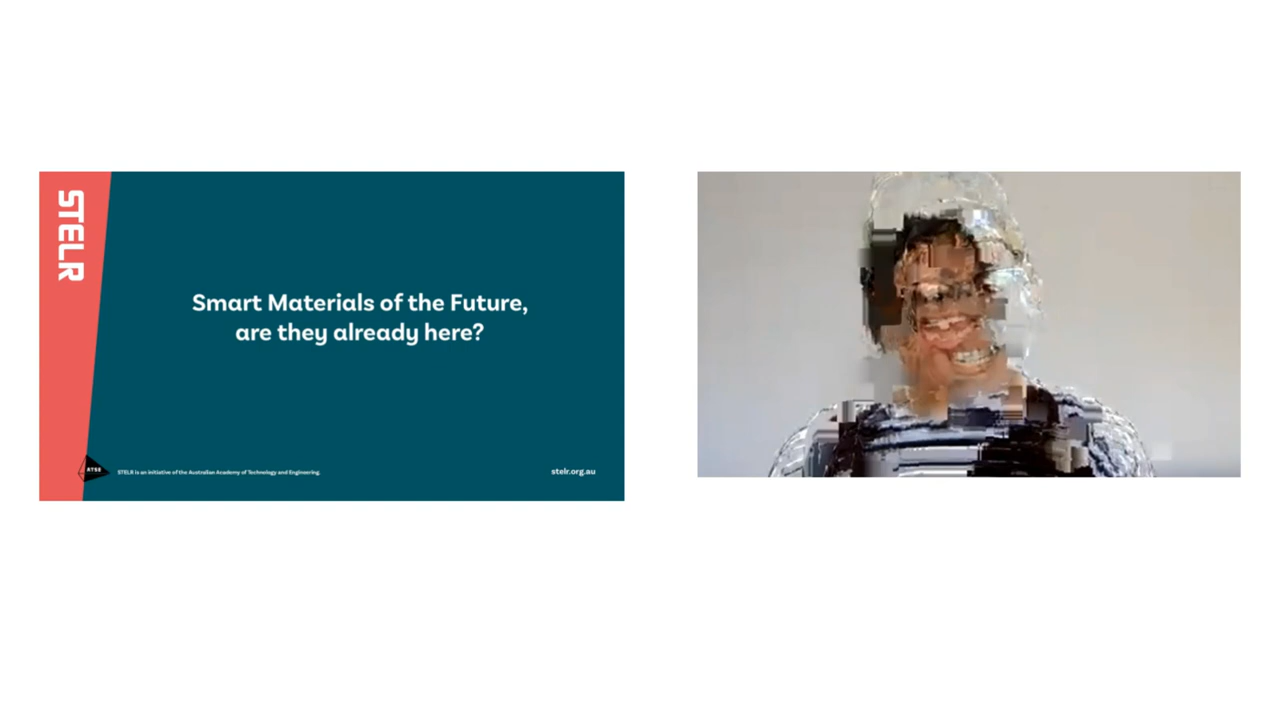 STELR
Smart Materials of the Future,
are they already here?
ATSE
STELR is an initiative of the Australian Academy of Technology and Engineering.
stelr.org.au